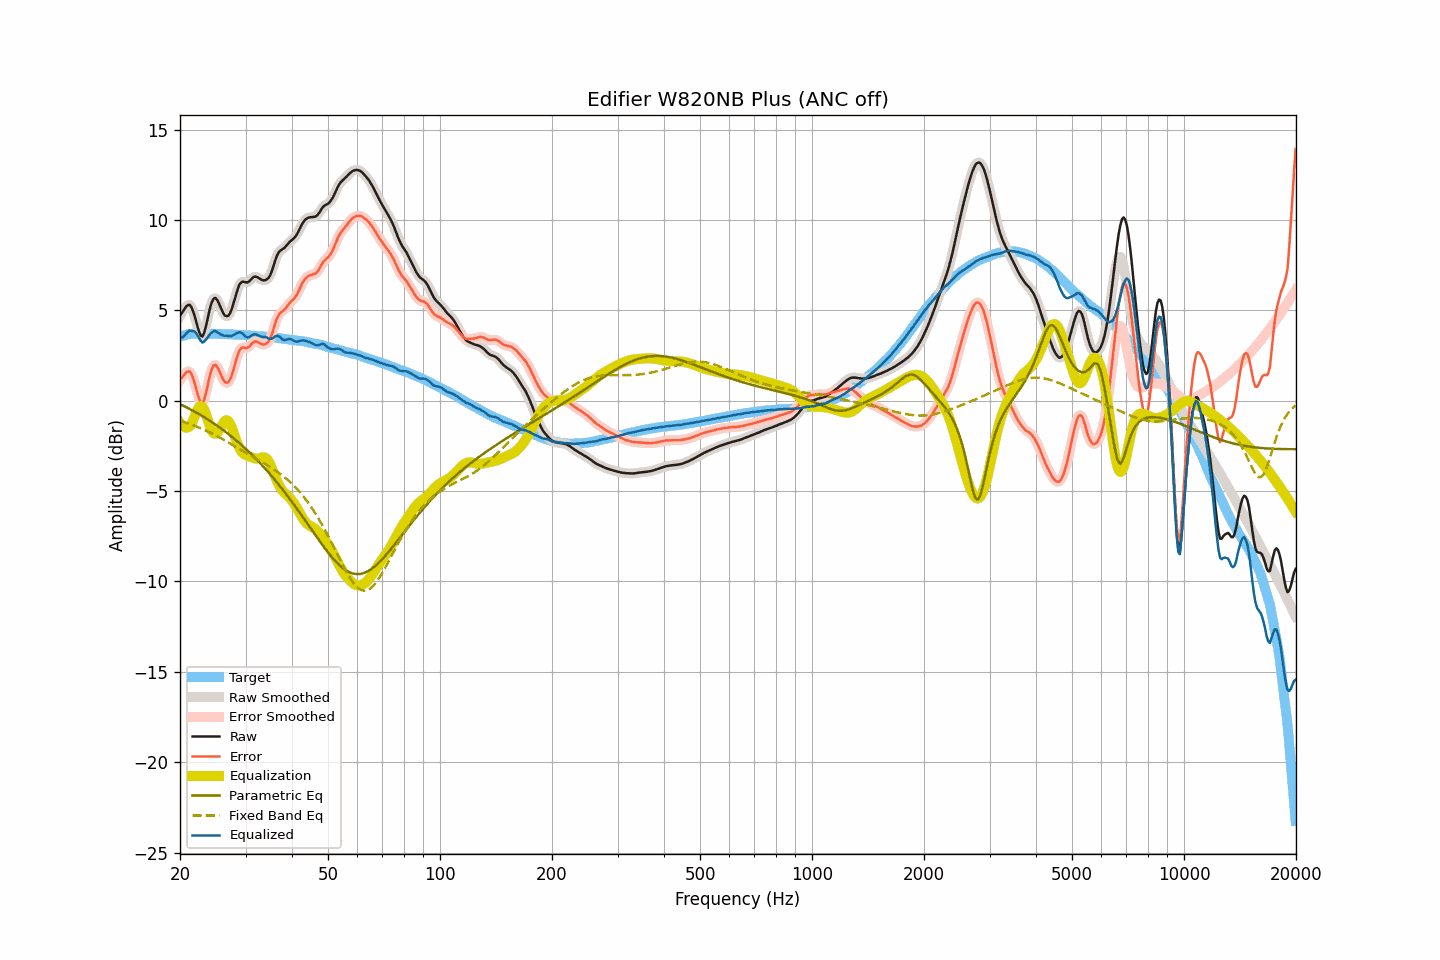 Edifier W820NB Plus (ANC off)
15
10
5
0
−5
−10
−15
−20
−25
Amplitude (dBr)
Target
Raw Smoothed
Error Smoothed
Raw
Error
Equalization
Parametric Eq
Fixed Band Eq
Equalized
20 50 100 200 500 1000 2000 5000 10000 20000
Frequency (Hz)